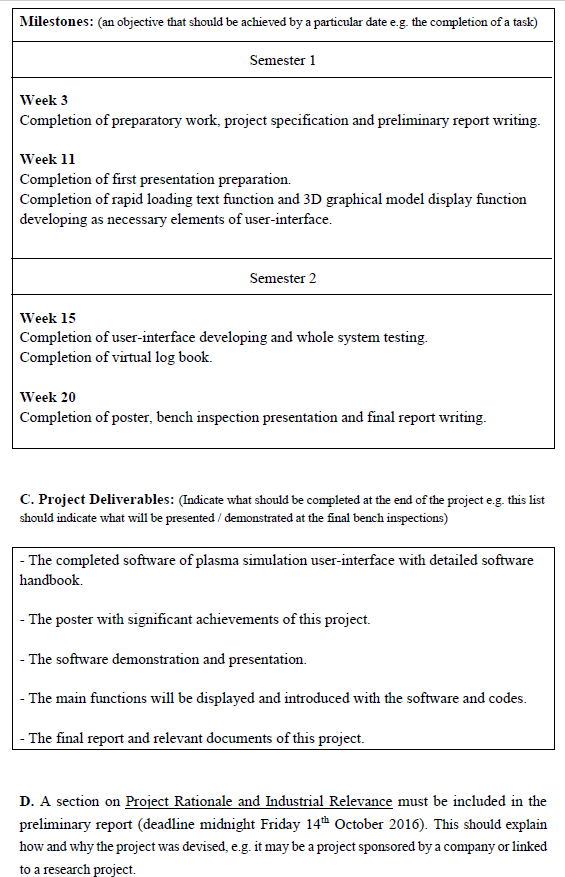 Milestones: (an objective that should be achieved by a particular date e.g. the completion of a task)
Semester 1
Week 3
Completion of preparatory work, project specification and preliminary report writing.
Week 11
Completion of first presentation preparation.
Completion of rapid loading text function and 3D graphical model display function
developing as necessary elements of user-interface.
Semester 2
Week 15
Completion of user-interface developing and whole system testing.
Completion of virtual log book.
Week 20
Completion of poster, bench inspection presentation and final report writing.
C. Project Deliverables: (Indicate what should be completed at the end of the project e.g. this list
should indicate what will be presented / demonstrated at the final bench inspections)
- The completed software of plasma simulation user-interface with detailed software
handbook.
- The poster with significant achievements of this project.
- The software demonstration and presentation.
- The main functions will be displayed and introduced with the software and codes.
- The final report and relevant documents of this project.
D. A section on Project Rationale and Industrial Relevance must be included in the
preliminary report (deadline midnight Friday 14th October 2016). This should explain
how and why the project was devised, e.g. it may be a project sponsored by a company or linked
to a research project.